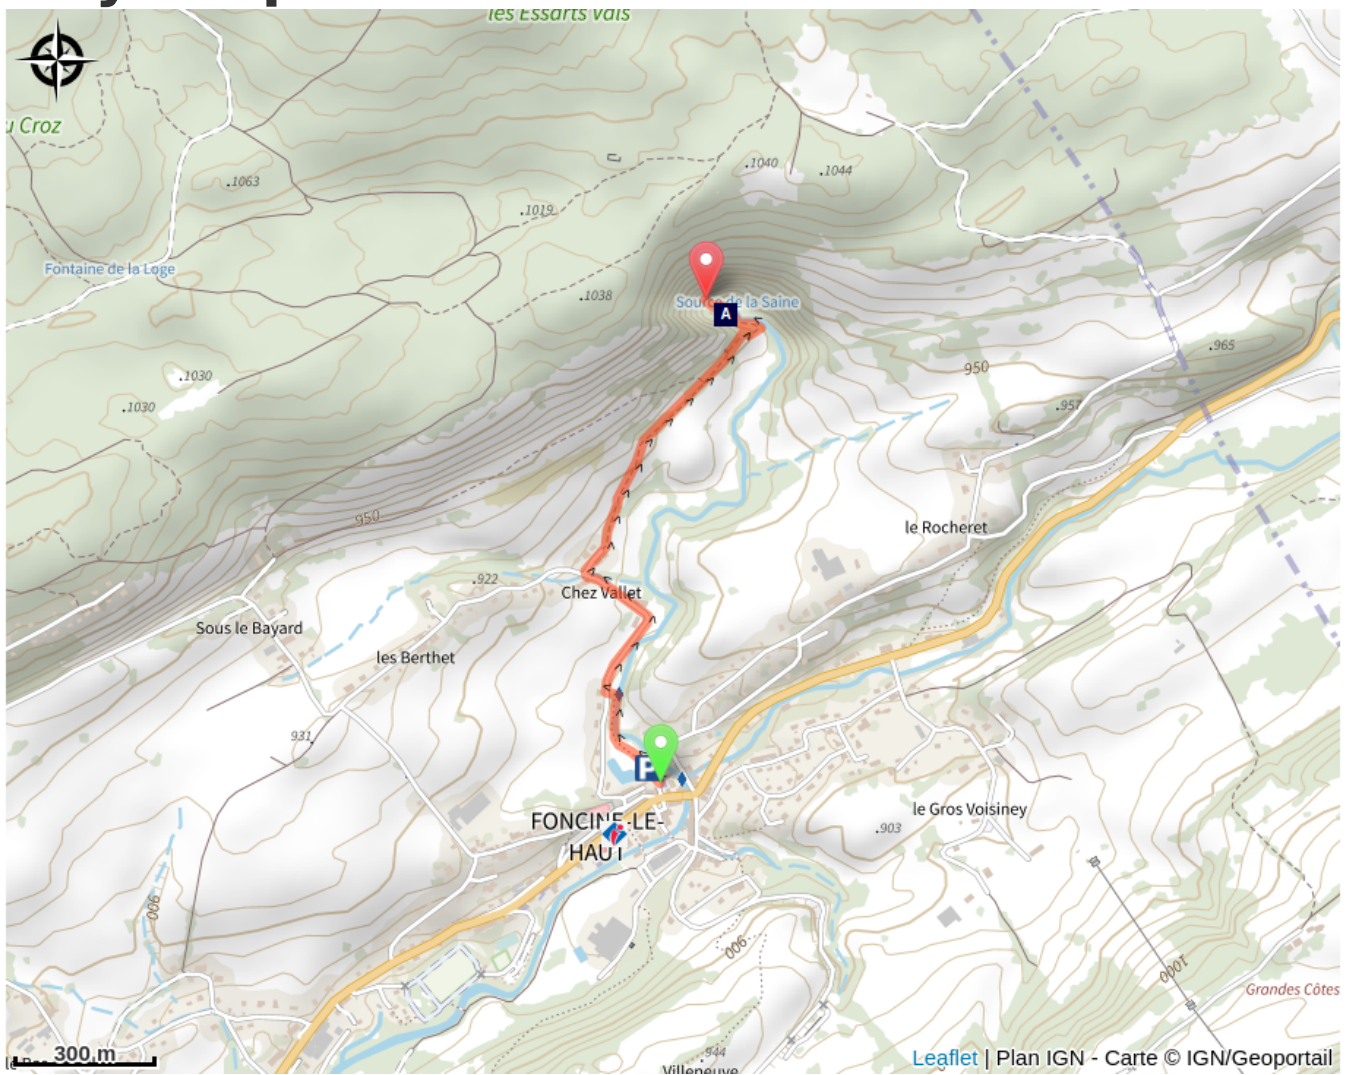 les Essarts Vals
u Croz
.1040
.1044
.1063
.1019
Fontaine de la Loge
.1038
Source de la Saine
A
.965
950
.1030
.1030
.957
950
le Rocheret
.922
Chez Vallet
Sous le Bayard
les Berthet
931.
P
le Gros Voisiney
FONCINE-LE-
HAUT
.903
900
900
1000
Grandes Côtes
300 m
.944
Villeneuve
Leaflet | Plan IGN - Carte © IGN/Geoportail